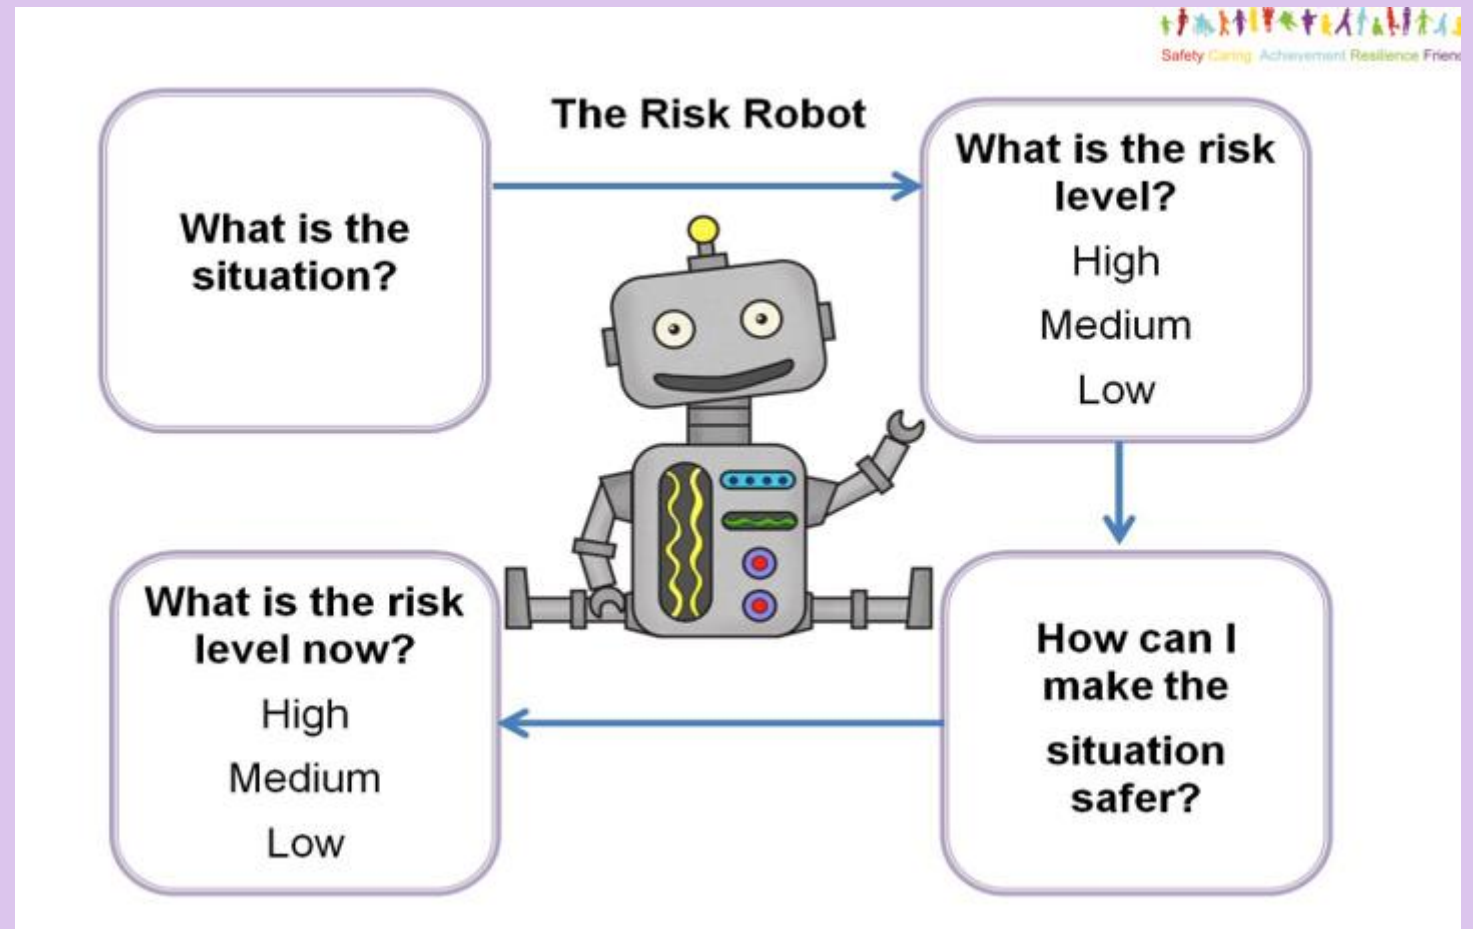 Safety Caring Achievement Resilience Frien
The Risk Robot
What is the
situation?
What is the risk
level?
High
Medium
Low
How can I
make the
situation
safer?
What is the risk
level now?
High
Medium
Low